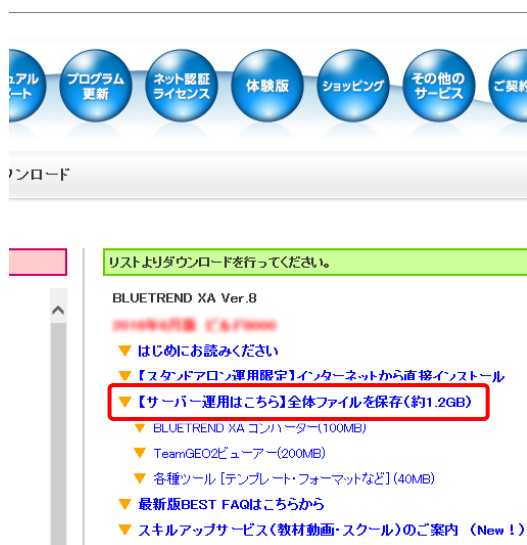 ュアル
ート
プログラム
更新
ネット認証
ライセンス
体験版
ショッピング
その他の
サービス
ご契約
ウンロード
リストよりダウンロードを行ってください。
BLUETREND XA Ver.8
▼ はじめにお読みください
▼【スタンドアロン運用限定】インターネットから直接インストール
▼【サーバー運用はこちら】全体ファイルを保存(約1.2GB)
▼ BLUETREND XA コンバーター(100MB)
▼ TeamGEO2ビューアー(200MB)
▼ 各種ツール [テンプレート・フォーマットなど] (40MB)
▼ 最新版BEST FAQはこちらから
▼ スキルアップサービス(教材動画・スクール)のご案内 (New!)